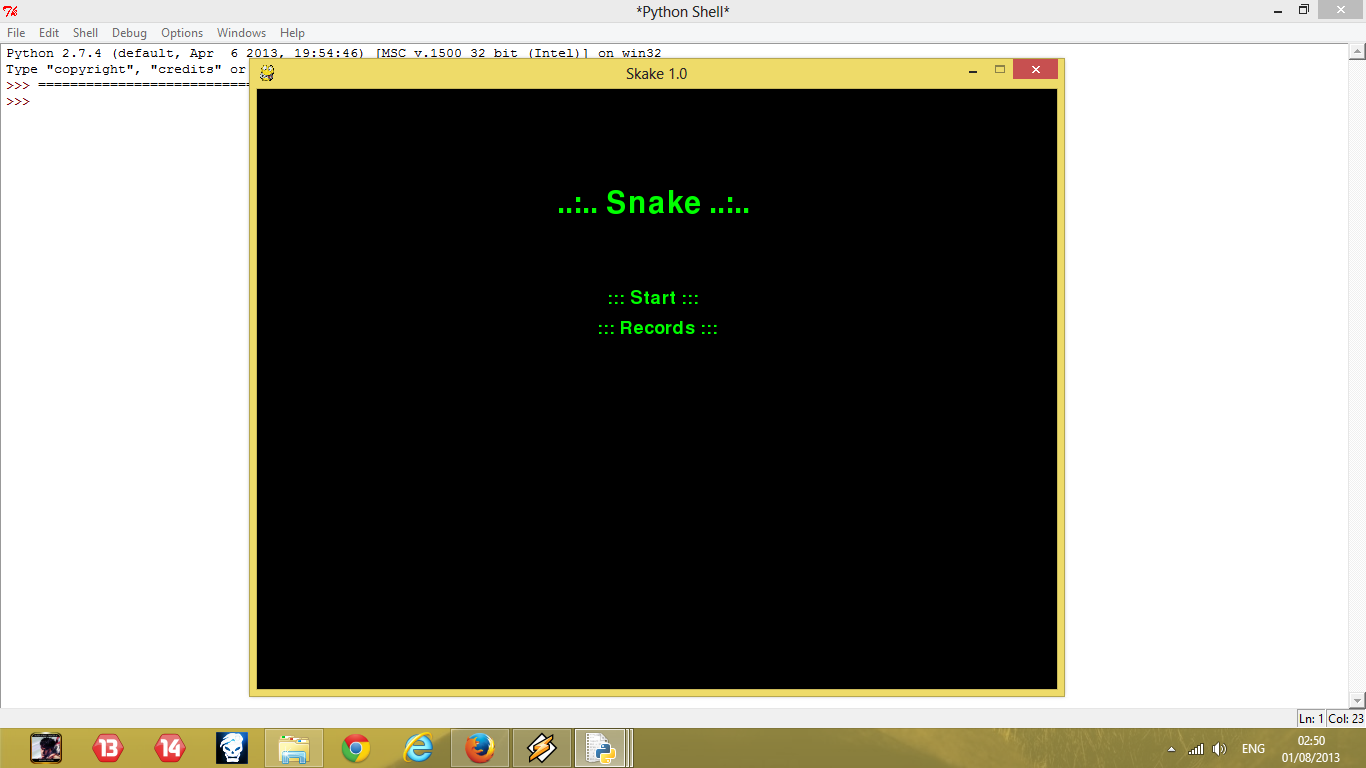 *Python Shell*
File Edit Shell Debug Options Windows Help
Python 2.7.4 (default, Apr  6 2013, 19:54:46) [MSC v.1500 32 bit (Intel)] on win32
Type "copyright", "credits" or
>>> ===========================
>>>
Skake 1.0
..:.. Snake ..:..
::: Start :::
::: Records :::
Ln: 1 Col: 23
13 14
ENG
02:50
01/08/2013